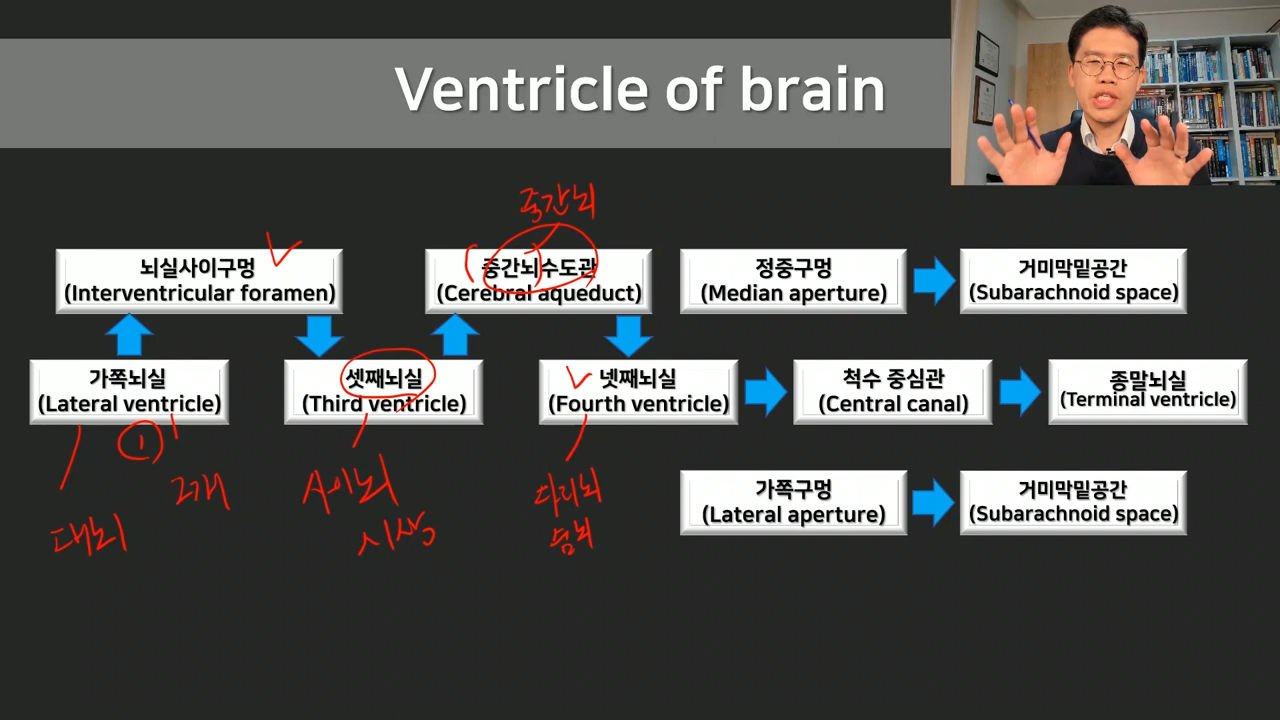 Ventricle of brain
중간뇌
뇌실사이구멍
(Interventricular foramen)
중간뇌수도관
(Cerebral aqueduct)
정중구멍
(Median aperture)
거미막밑공간
(Subarachnoid space)
가쪽뇌실
(Lateral ventricle)
셋째뇌실
(Third ventricle)
넷째뇌실
(Fourth ventricle)
척수 중심관
(Central canal)
종말뇌실
(Terminal ventricle)
1
2개
대뇌
사이뇌
시상
다리뇌
숨뇌
가쪽구멍
(Lateral aperture)
거미막밑공간
(Subarachnoid space)